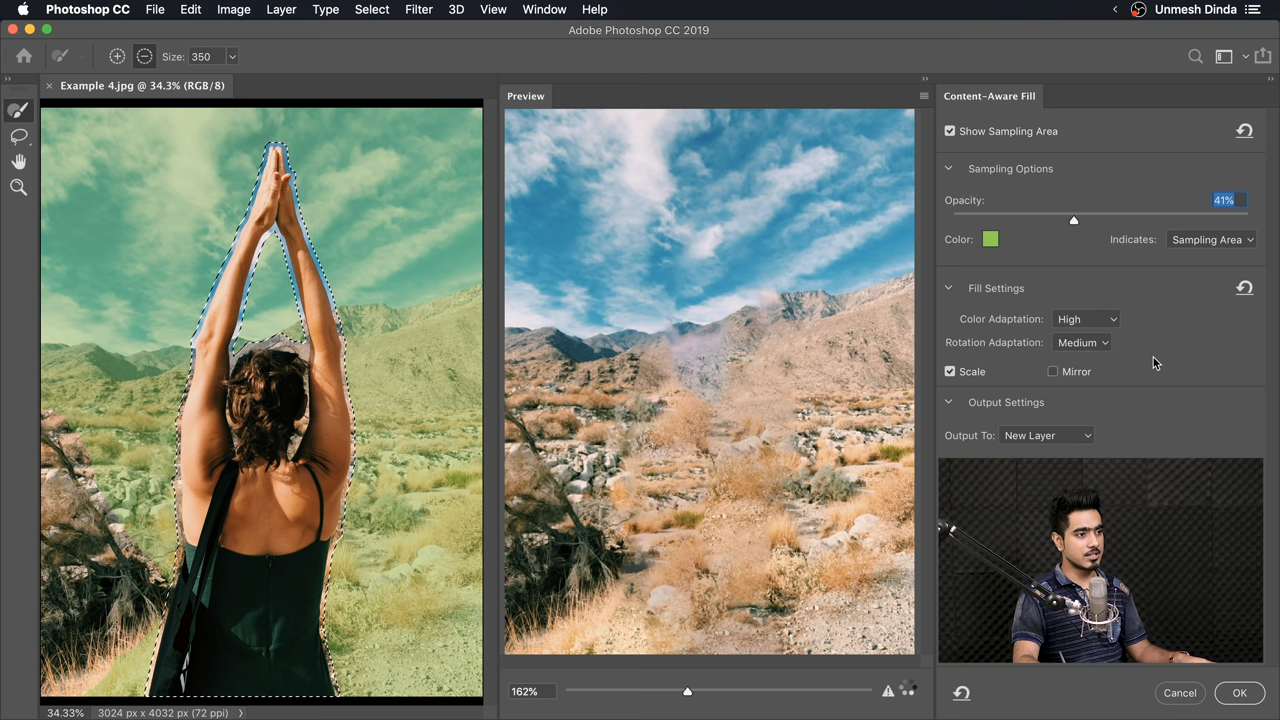 Photoshop CC File Edit Image Layer Type Select Filter 3D View Window Help Unmesh Dinda
Adobe Photoshop CC 2019
Size: 350
Example 4.jpg @ 34.3% (RGB/8)
Preview
Content-Aware Fill
Show Sampling Area
Sampling Options
Opacity: 41%
Color: Indicates: Sampling Area
Fill Settings
Color Adaptation: High
Rotation Adaptation: Medium
Scale Mirror
Output Settings
Output To: New Layer
162%
Cancel OK
34.33% 3024 px x 4032 px (72 ppi)